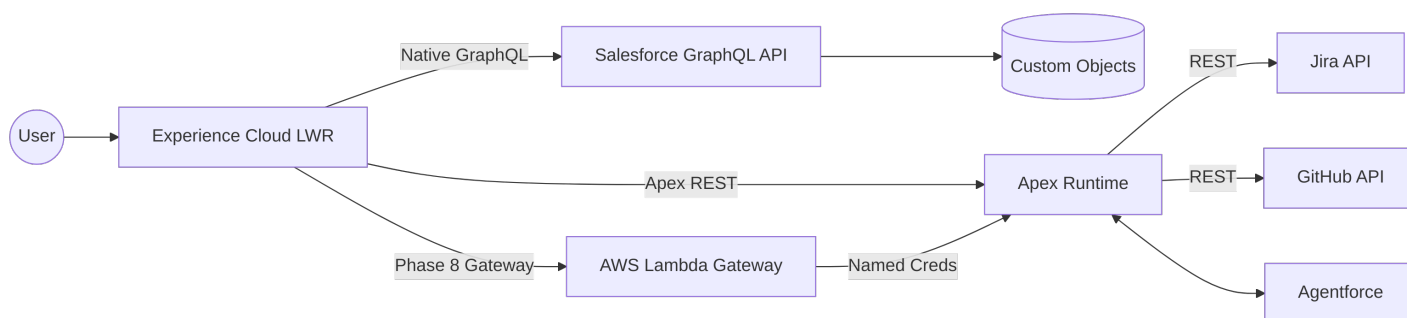 User
Experience Cloud LWR
Native GraphQL
Salesforce GraphQL API
Custom Objects
Apex REST
Apex Runtime
Phase 8 Gateway
AWS Lambda Gateway
Named Creds
REST
Jira API
REST
GitHub API
Agentforce